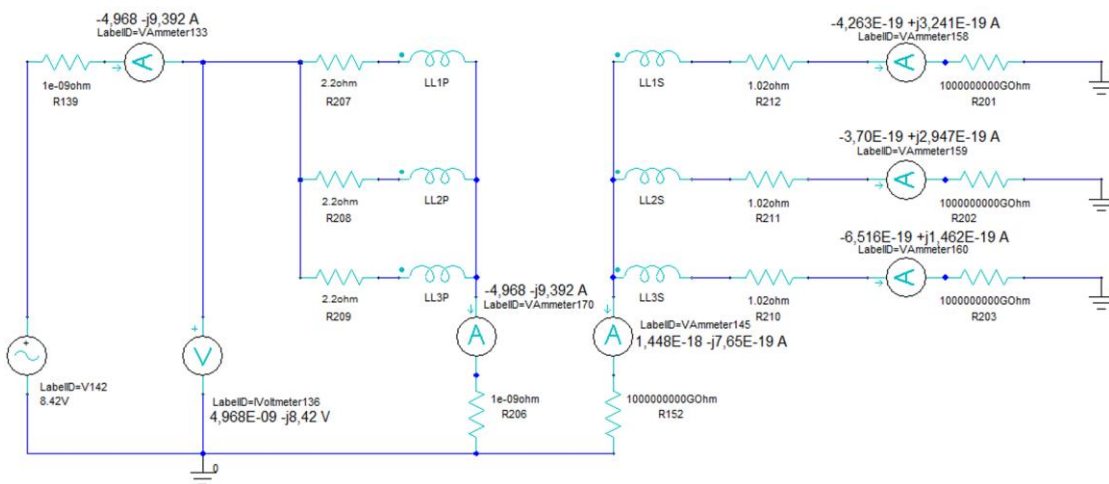 -4,968 -j9,392 A
LabelID=VAmmeter133
-4,263E-19 +j3,241E-19 A
LabelID=VAmmeter158
A
1e-09ohm
R139
2.2ohm
R207
LL1P
LL1S
1.02ohm
R212
A
1000000000GOhm
R201
-3,70E-19 +j2,947E-19 A
LabelID=VAmmeter159
2.2ohm
R208
LL2P
LL2S
1.02ohm
R211
A
1000000000GOhm
R202
-6,516E-19 +j1,462E-19 A
LabelID=VAmmeter160
2.2ohm
R209
LL3P
LL3S
1.02ohm
R210
A
1000000000GOhm
R203
-4,968 -j9,392 A
LabelID=VAmmeter170
A
A
LabelID=VAmmeter145
1,448E-18 -j7,65E-19 A
+
LabelID=V142
8.42V
+
V
LabelID=IVoltmeter136
4,968E-09 -j8,42 V
1e-09ohm
R206
1000000000GOhm
R152
0